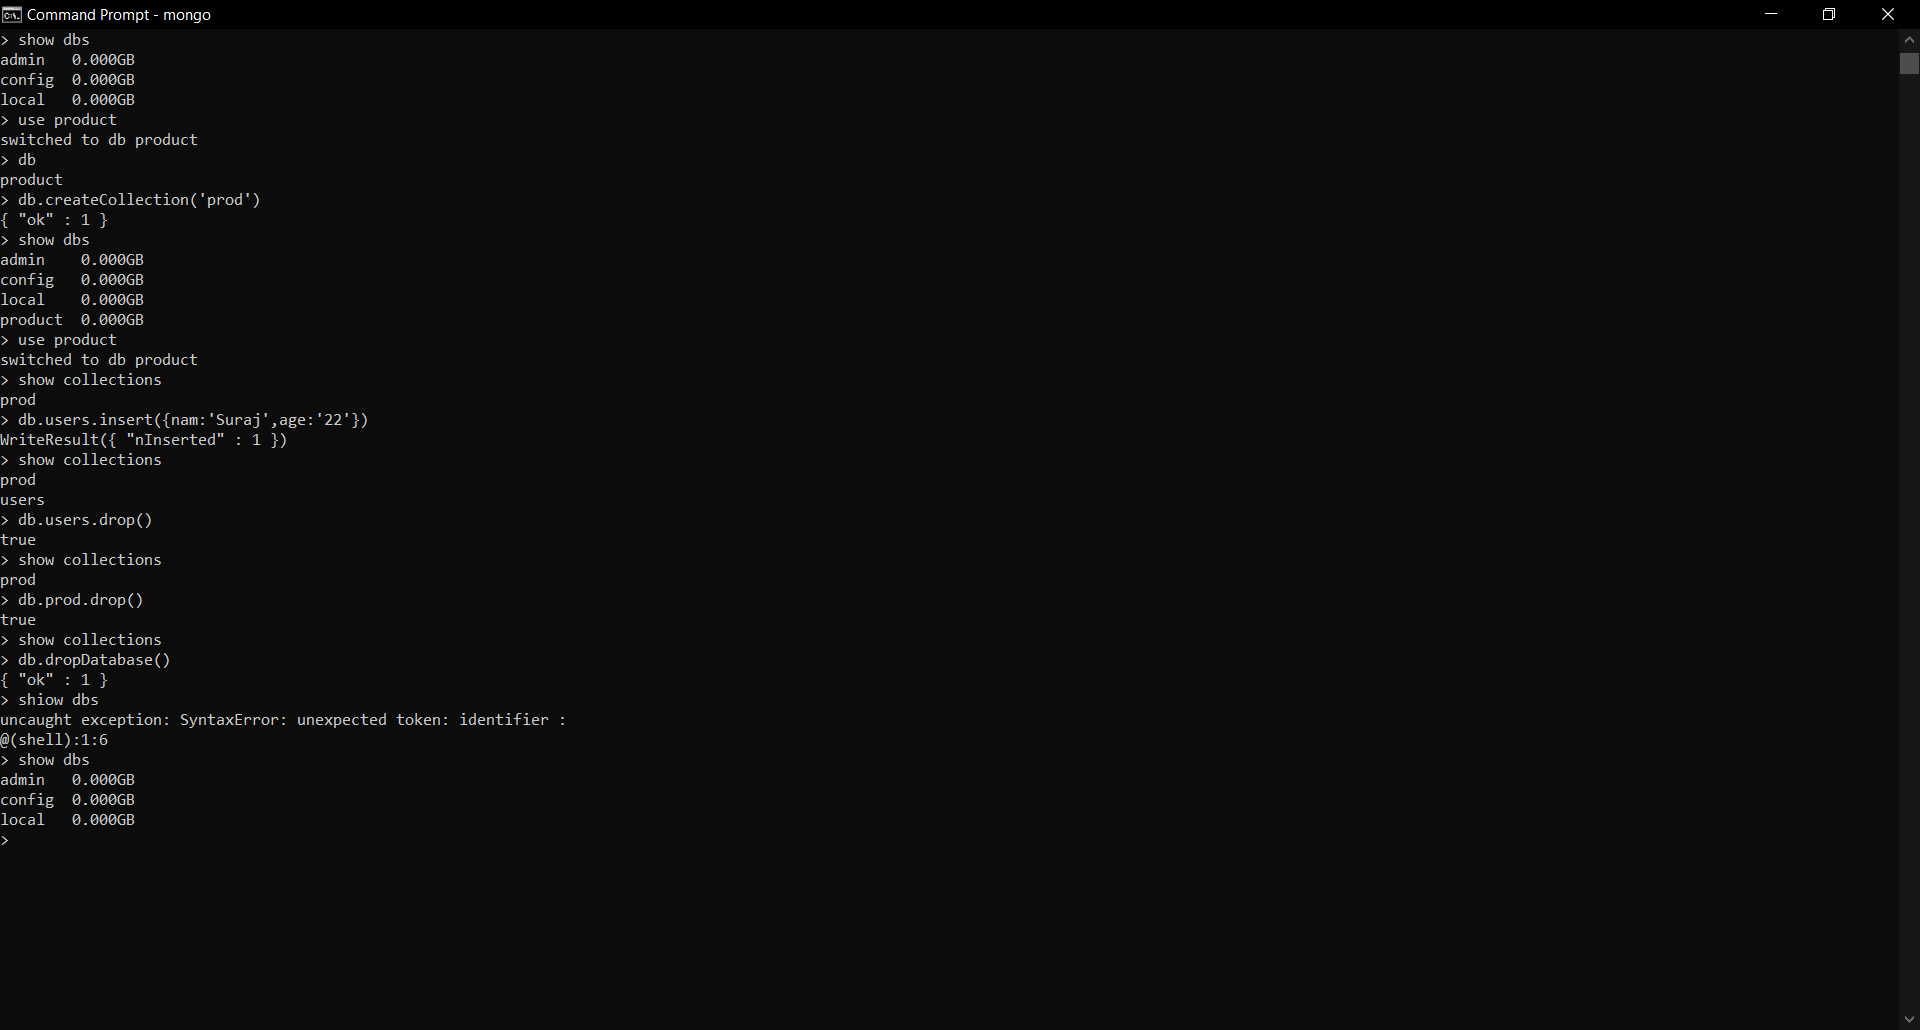 Command Prompt - mongo
> show dbs
admin   0.000GB
config  0.000GB
local   0.000GB
> use product
switched to db product
> db
product
> db.createCollection('prod')
{ "ok" : 1 }
> show dbs
admin    0.000GB
config   0.000GB
local    0.000GB
product  0.000GB
> use product
switched to db product
> show collections
prod
> db.users.insert({nam:'Suraj',age:'22'})
WriteResult({ "nInserted" : 1 })
> show collections
prod
users
> db.users.drop()
true
> show collections
prod
> db.prod.drop()
true
> show collections
> db.dropDatabase()
{ "ok" : 1 }
> shiow dbs
uncaught exception: SyntaxError: unexpected token: identifier :
@(shell):1:6
> show dbs
admin   0.000GB
config  0.000GB
local   0.000GB
>